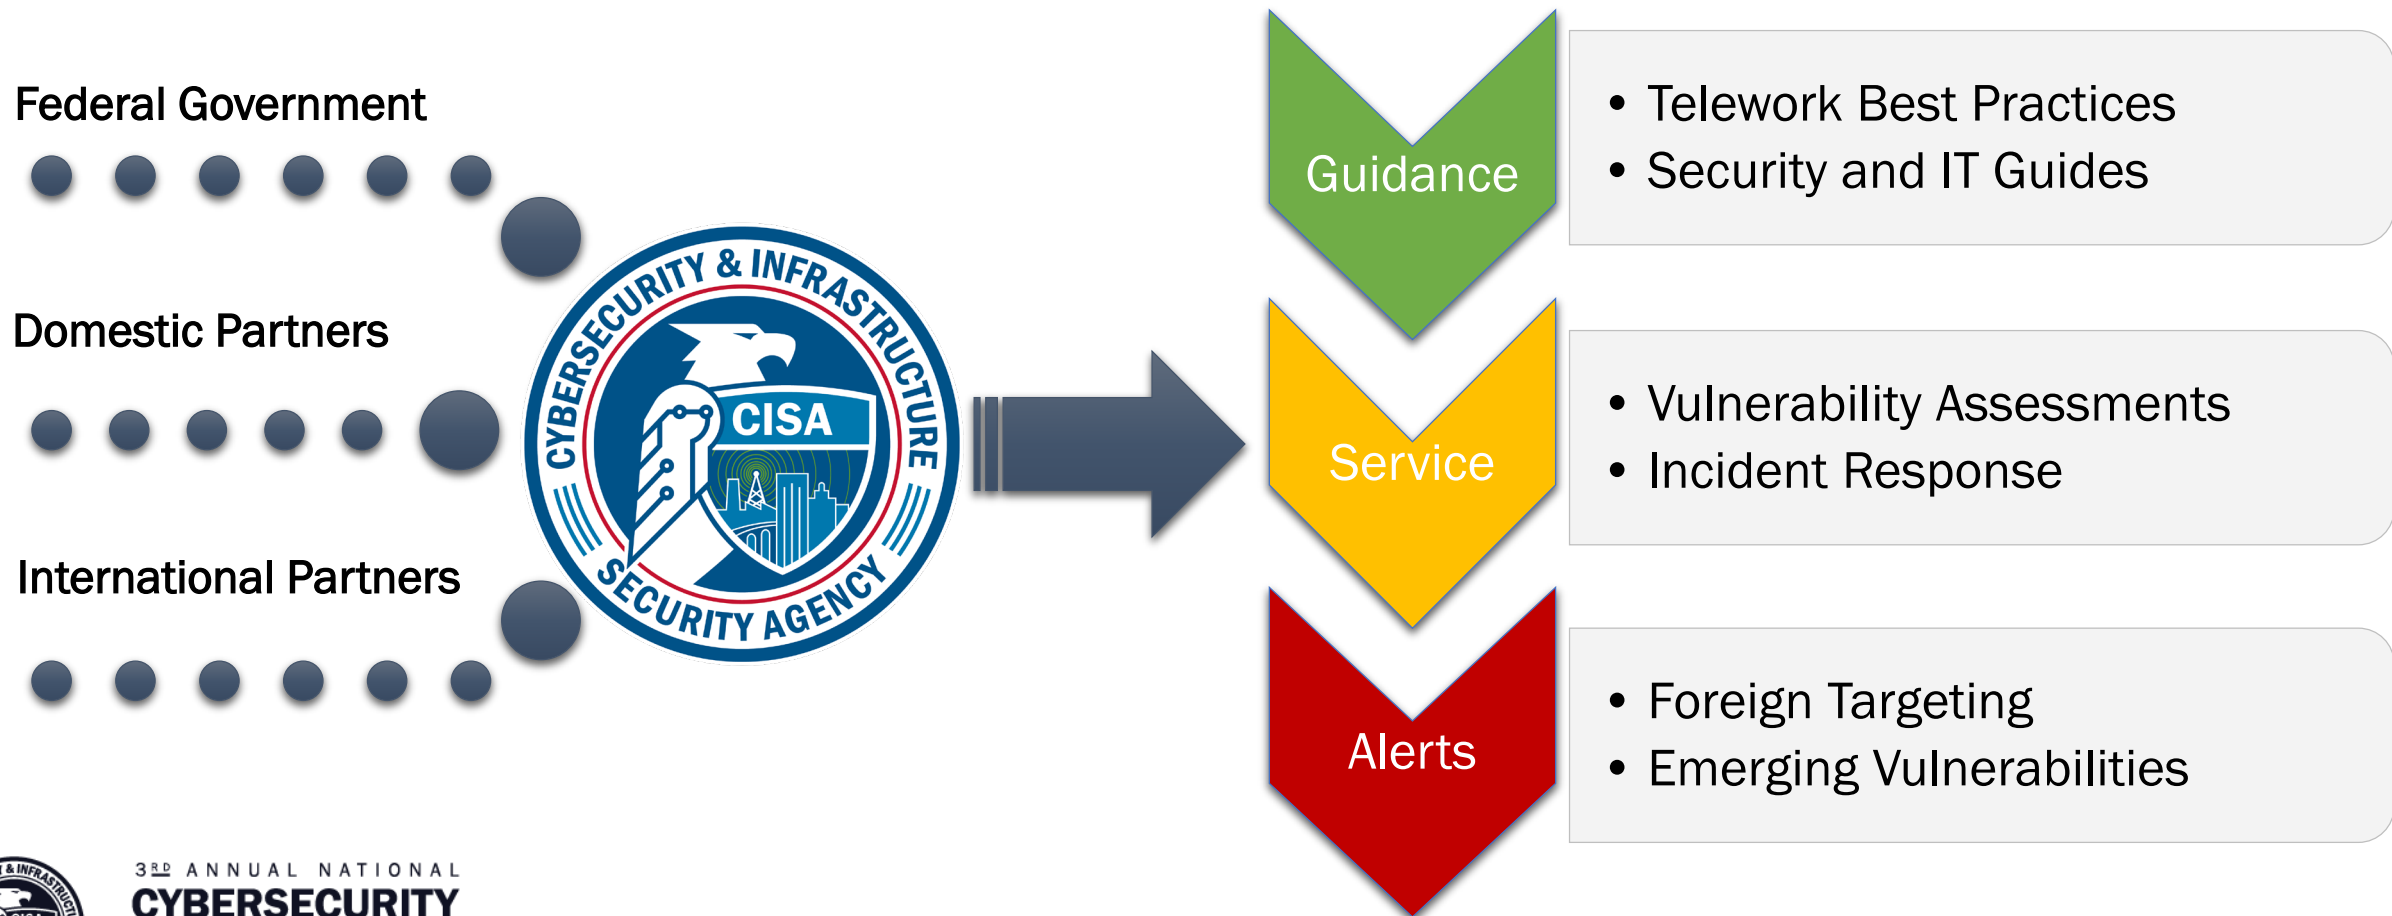 Federal Government
Domestic Partners
International Partners
CYBERSECURITY & INFRASTRUCTURE
SECURITY AGENCY
CISA
Guidance
• Telework Best Practices
• Security and IT Guides
Service
• Vulnerability Assessments
• Incident Response
Alerts
• Foreign Targeting
• Emerging Vulnerabilities
3RD ANNUAL NATIONAL
CYBERSECURITY